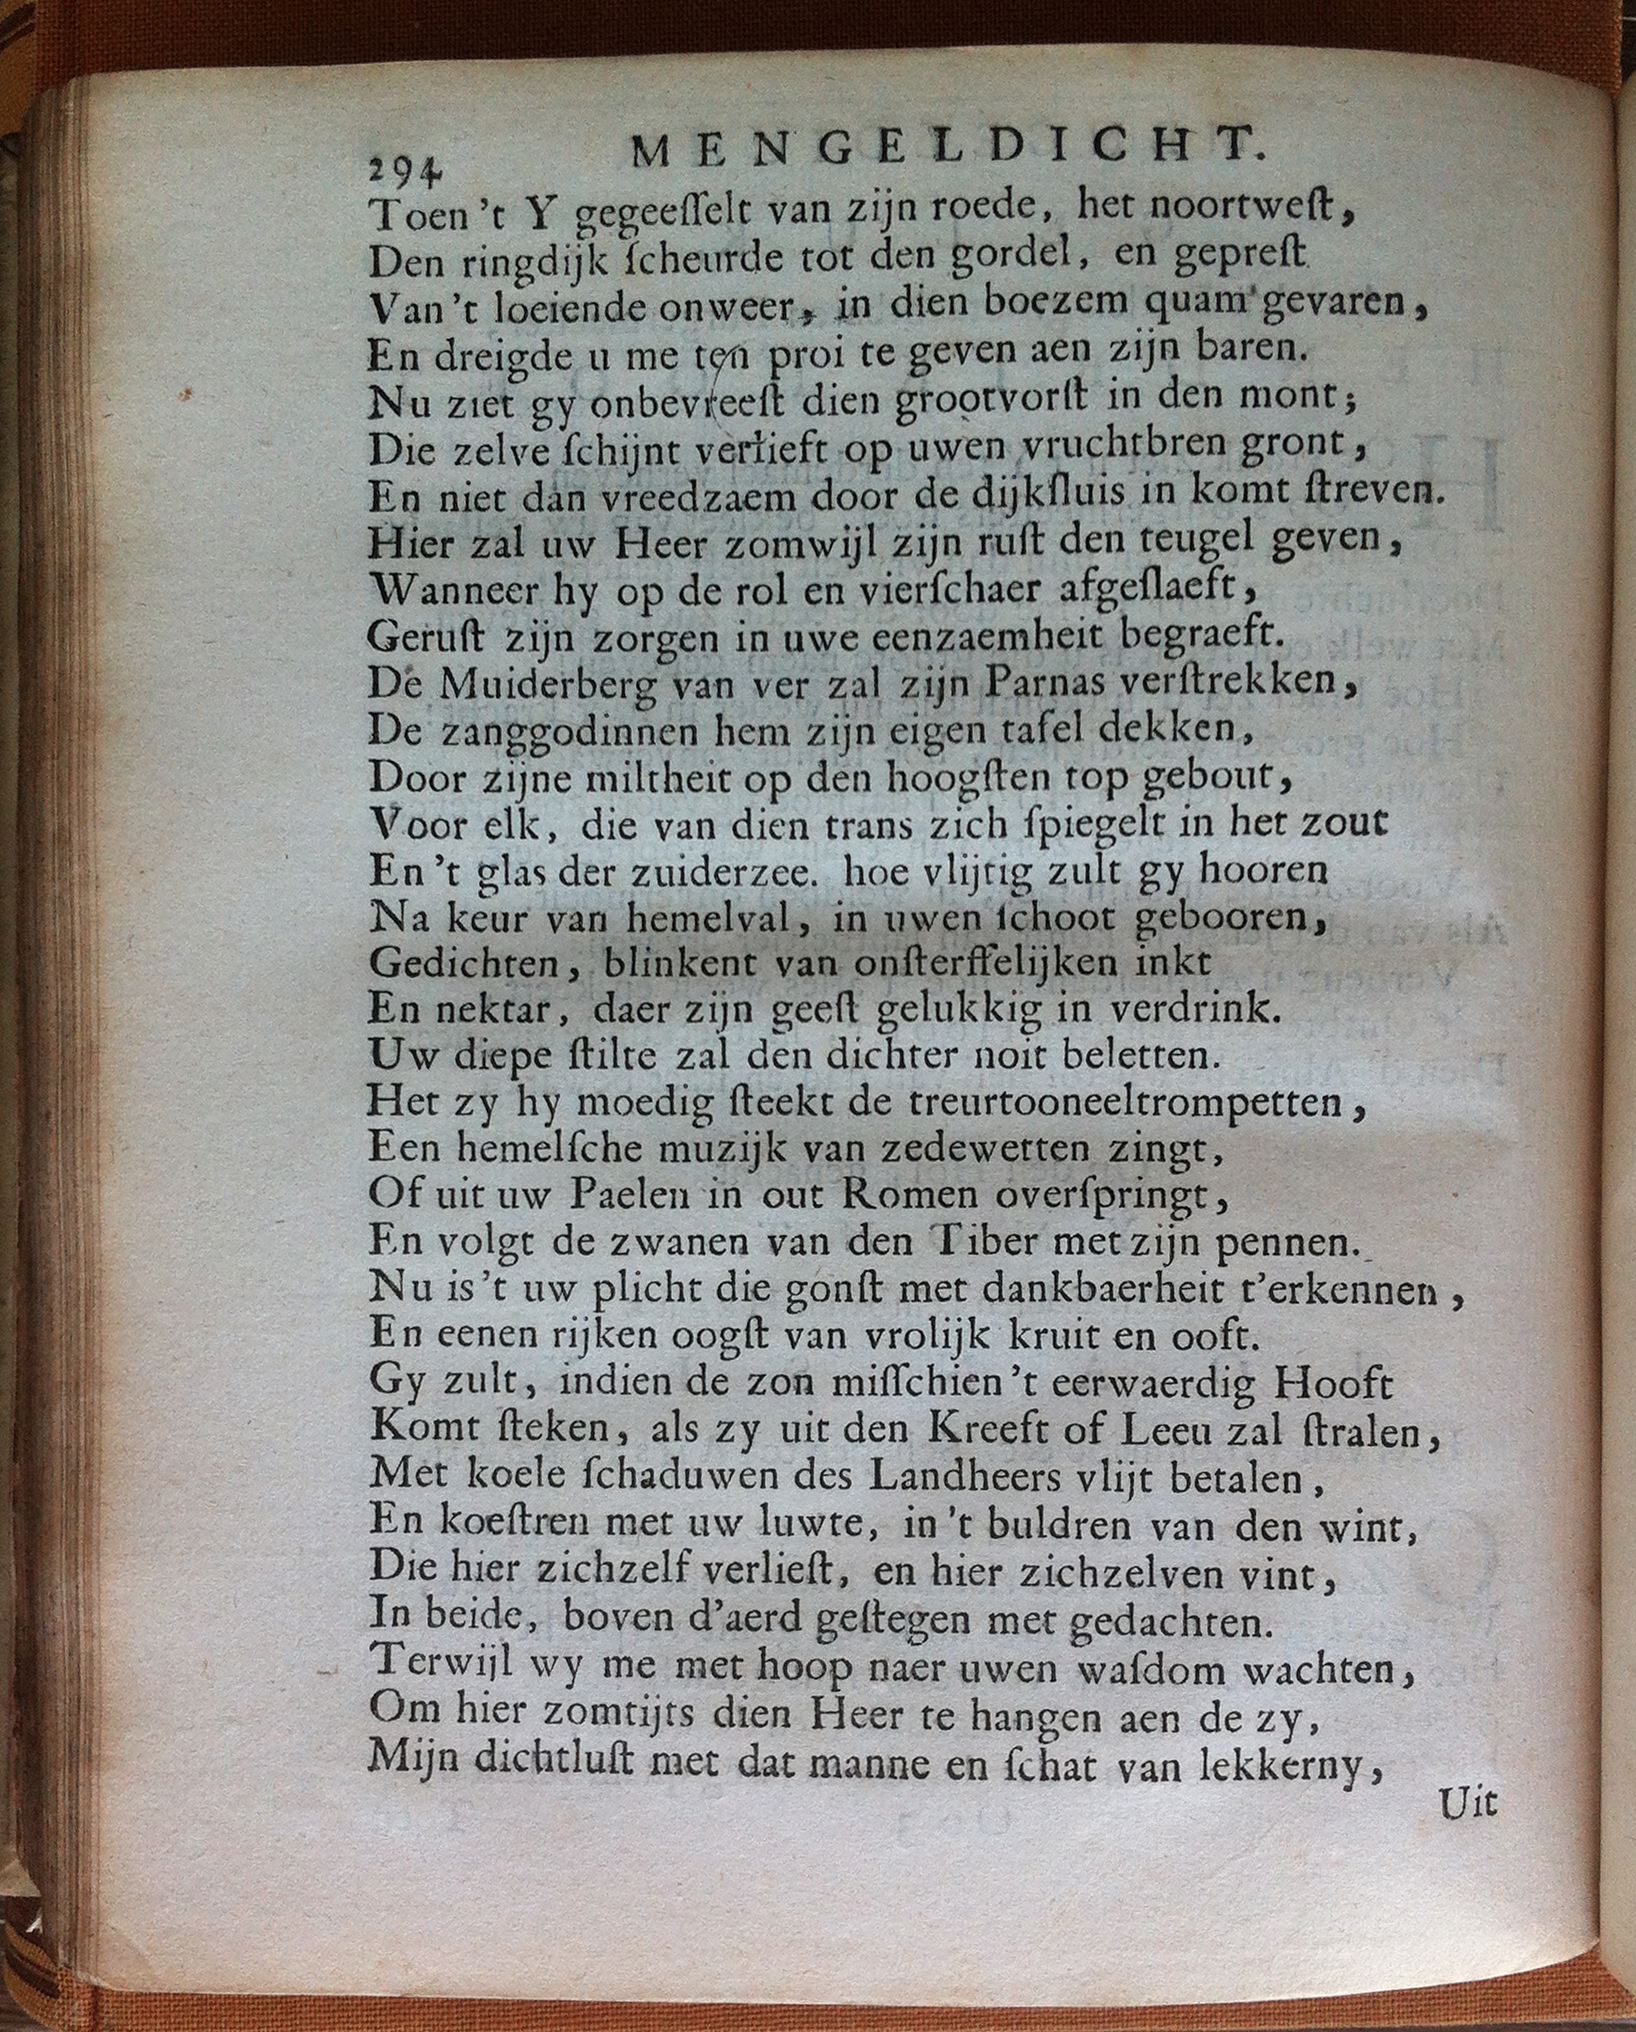 294 MENGELDICHT.
Toen 't Y gegeeſſelt van zijn roede, het noortweſt,
Den ringdijk ſcheurde tot den gordel, en gepreſt
Van 't loeiende onweer, in dien boezem quam gevaren,
En dreigde u me ten proi te geven aen zijn baren.
Nu ziet gy onbevreeſt dien grootvorſt in den mont;
Die zelve ſchijnt verlieft op uwen vruchtbren gront,
En niet dan vreedzaem door de dijkſluis in komt ſtreven.
Hier zal uw Heer zomwijl zijn ruſt den teugel geven,
Wanneer hy op de rol en vierſchaer afgeſlaeft,
Geruſt zijn zorgen in uwe eenzaemheit begraeft.
De Muiderberg van ver zal zijn Parnas verſtrekken,
De zanggodinnen hem zijn eigen tafel dekken,
Door zijne miltheit op den hoogſten top gebout,
Voor elk, die van dien trans zich ſpiegelt in het zout
En 't glas der zuiderzee. hoe vlijtig zult gy hooren
Na keur van hemelval, in uwen ſchoot gebooren,
Gedichten, blinkent van onſterffelijken inkt
En nektar, daer zijn geeſt gelukkig in verdrink.
Uw diepe ſtilte zal den dichter noit beletten.
Het zy hy moedig ſteekt de treurtooneeltrompetten,
Een hemelſche muzijk van zedewetten zingt,
Of uit uw Paelen in out Romen overſpringt,
En volgt de zwanen van den Tiber met zijn pennen.
Nu is 't uw plicht die gonſt met dankbaerheit t'erkennen,
En eenen rijken oogſt van vrolijk kruit en ooft.
Gy zult, indien de zon miſſchien 't eerwaerdig Hooft
Komt ſteken, als zy uit den Kreeft of Leeu zal ſtralen,
Met koele ſchaduwen des Landheers vlijt betalen,
En koeſtren met uw luwte, in 't buldren van den wint,
Die hier zichzelf verlieſt, en hier zichzelven vint,
In beide, boven d'aerd geſtegen met gedachten.
Terwijl wy me met hoop naer uwen waſdom wachten,
Om hier zomtijts dien Heer te hangen aen de zy,
Mijn dichtluſt met dat manne en ſchat van lekkerny,
Uit